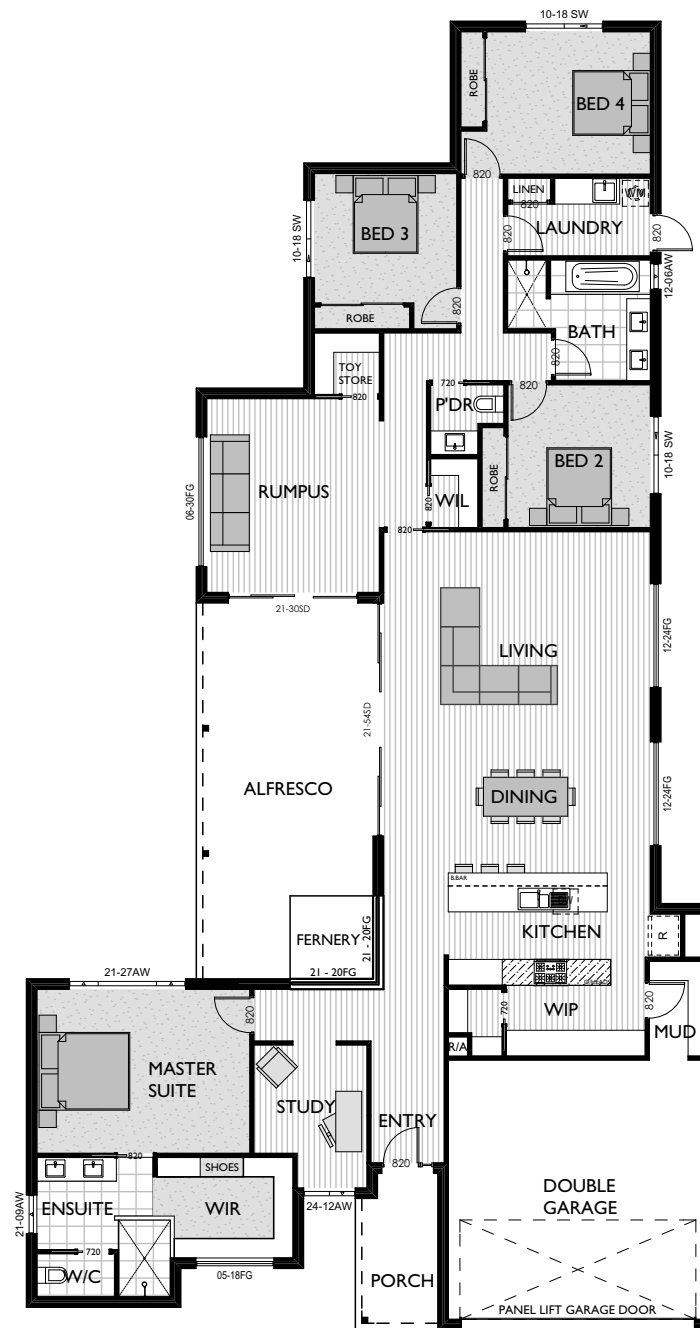 10-18 SW
ROBE
BED 4
820
LINEN
820
WM
LAUNDRY
820
820
10-18 SW
BED 3
820
ROBE
12-06AW
BATH
820
820
TOY
STORE
820
720
P'DR
RUMPUS
06-30FG
BED 2
ROBE
10-18 SW
WIL
820
820
21-30SD
LIVING
12-24FG
21-54SD
DINING
12-24FG
ALFRESCO
B.BAR
DW
KITCHEN
R
FERNERY
21 - 20FG
21 - 20FG
21-27AW
820
WIP
720
820
MUD
R/A
MASTER
SUITE
STUDY
ENTRY
820
820
SHOES
ENSUITE
WIR
21-09AW
24-12AW
720
W/C
05-18FG
PORCH
DOUBLE
GARAGE
PANEL LIFT GARAGE DOOR